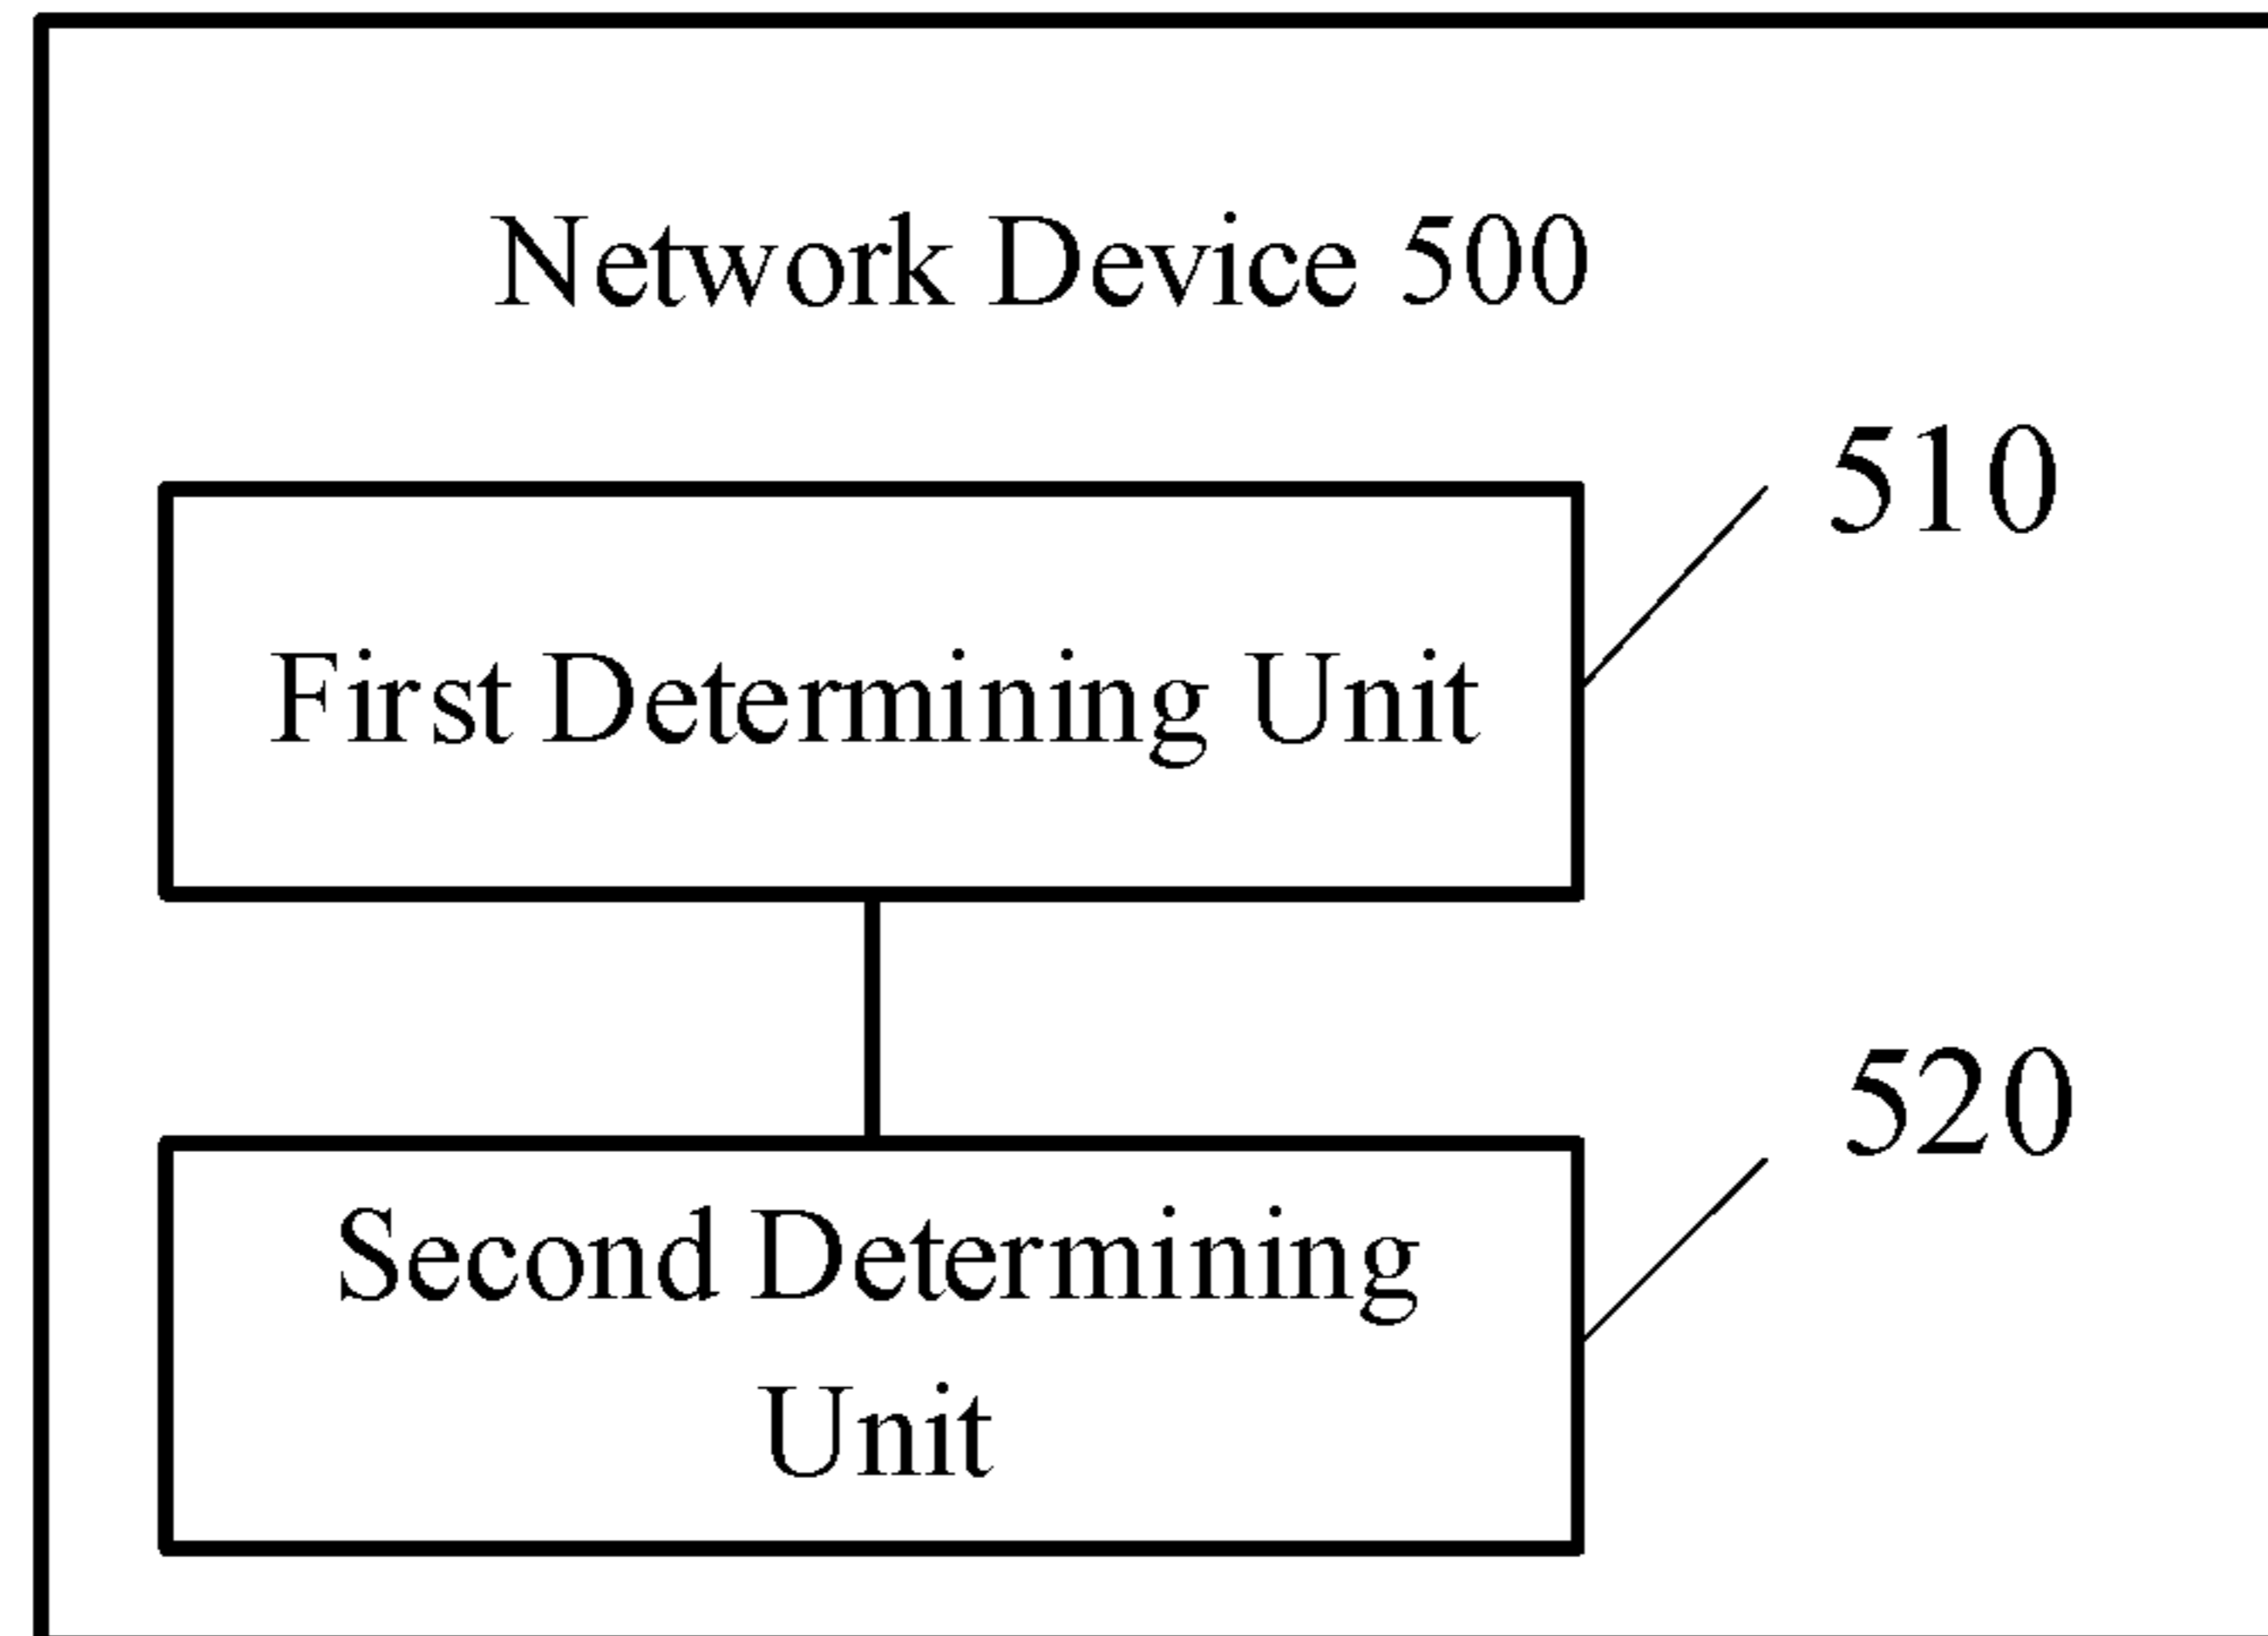 Network Device 500
510
First Determining Unit
520
Second Determining
Unit